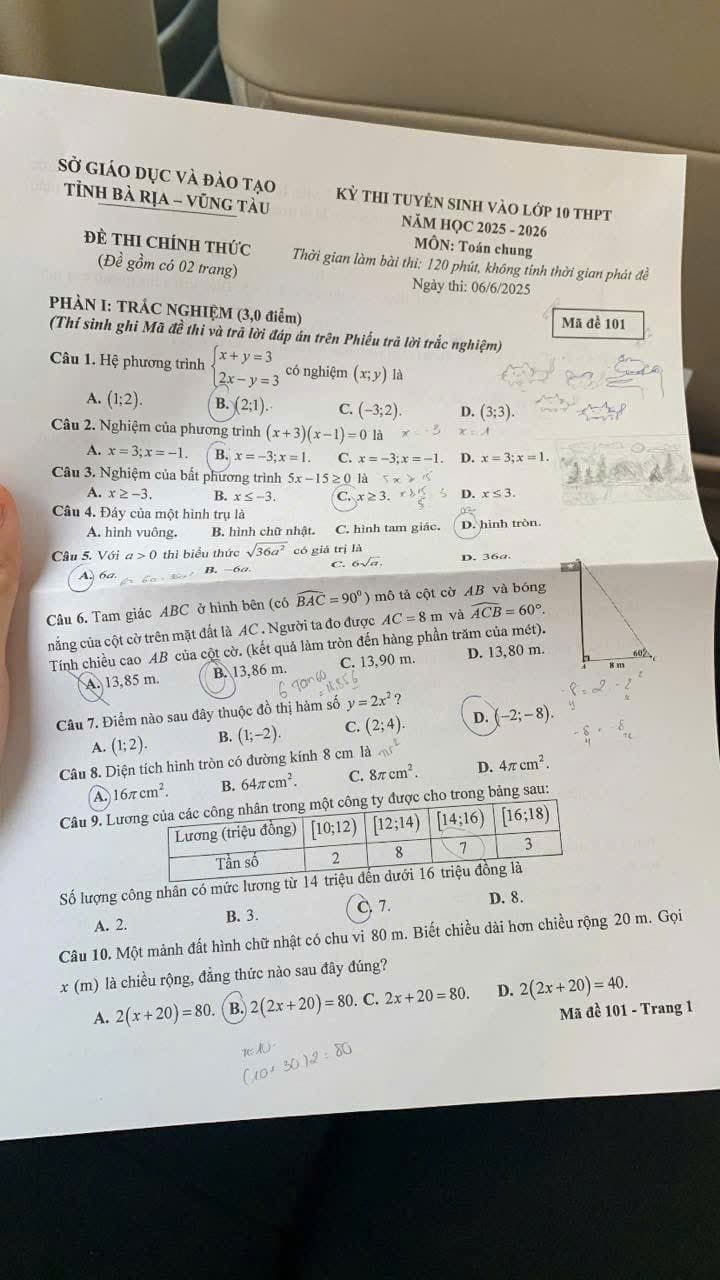 SỞ GIÁO DỤC VÀ ĐÀO TẠO
TỈNH BÀ RỊA – VŨNG TÀU
ĐỀ THI CHÍNH THỨC
(Đề gồm có 02 trang)
KỲ THI TUYỂN SINH VÀO LỚP 10 THPT
NĂM HỌC 2025 - 2026
MÔN: Toán chung
Thời gian làm bài thi: 120 phút, không tính thời gian phát đề
Ngày thi: 06/6/2025
PHẦN I: TRẮC NGHIỆM (3,0 điểm)
(Thí sinh ghi Mã đề thi và trả lời đáp án trên Phiếu trả lời trắc nghiệm)
Mã đề 101
Câu 1. Hệ phương trình { x + y = 3 ; 2x − y = 3 có nghiệm (x; y) là
A. (1;2). B. (2;1). C. (−3;2). D. (3;3).
Câu 2. Nghiệm của phương trình (x+3)(x−1)=0 là x = -3 x = 1
A. x = 3; x = −1. B. x = −3; x = 1. C. x = −3; x = −1. D. x = 3; x = 1.
Câu 3. Nghiệm của bất phương trình 5x−15 ≥ 0 là 5x ≥ 15
A. x ≥ −3. B. x ≤ −3. C. x ≥ 3. D. x ≤ 3.
Câu 4. Đáy của một hình trụ là
A. hình vuông. B. hình chữ nhật. C. hình tam giác. D. hình tròn.
Câu 5. Với a > 0 thì biểu thức √36a² có giá trị là
A. 6a. B. −6a. C. 6√a. D. 36a.
Câu 6. Tam giác ABC ở hình bên (có BAC = 90⁰) mô tả cột cờ AB và bóng
nắng của cột cờ trên mặt đất là AC. Người ta đo được AC = 8 m và ACB = 60°.
Tính chiều cao AB của cột cờ. (kết quả làm tròn đến hàng phần trăm của mét).
A. 13,85 m. B. 13,86 m. C. 13,90 m. D. 13,80 m.
A 8 m 60° C
Câu 7. Điểm nào sau đây thuộc đồ thị hàm số y = 2x² ?
A. (1;2). B. (1;−2). C. (2;4). D. (−2;−8).
Câu 8. Diện tích hình tròn có đường kính 8 cm là πr²
A. 16π cm². B. 64π cm². C. 8π cm². D. 4π cm².
Câu 9. Lương của các công nhân trong một công ty được cho trong bảng sau:
Lương (triệu đồng) [10;12) [12;14) [14;16) [16;18)
Tần số 2 8 7 3
Số lượng công nhân có mức lương từ 14 triệu đến dưới 16 triệu đồng là
A. 2. B. 3. C. 7. D. 8.
Câu 10. Một mảnh đất hình chữ nhật có chu vi 80 m. Biết chiều dài hơn chiều rộng 20 m. Gọi
x (m) là chiều rộng, đẳng thức nào sau đây đúng?
A. 2(x+20) = 80. B. 2(2x+20) = 80. C. 2x+20 = 80. D. 2(2x+20) = 40.
Mã đề 101 - Trang 1
(10+30)2 = 80